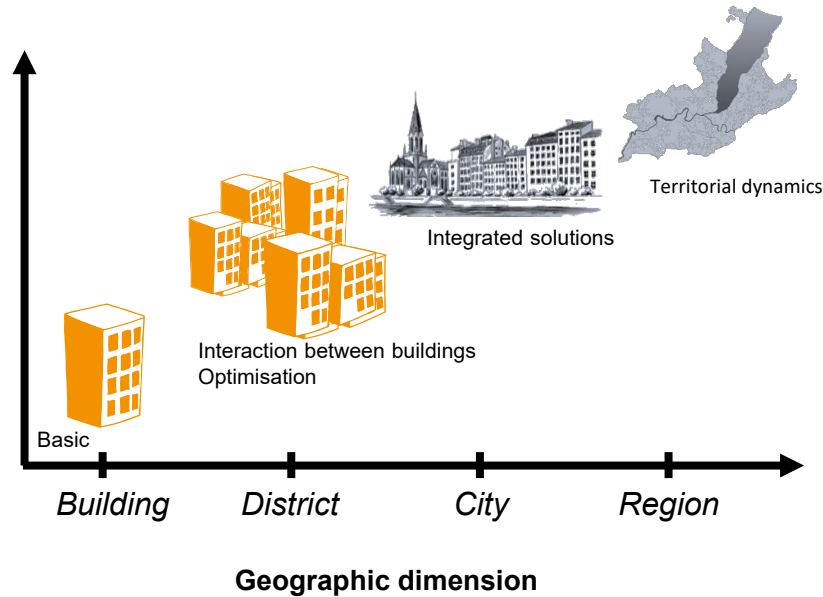 Territorial dynamics
Integrated solutions
Interaction between buildings
Optimisation
Basic
Building
District
City
Region
Geographic dimension